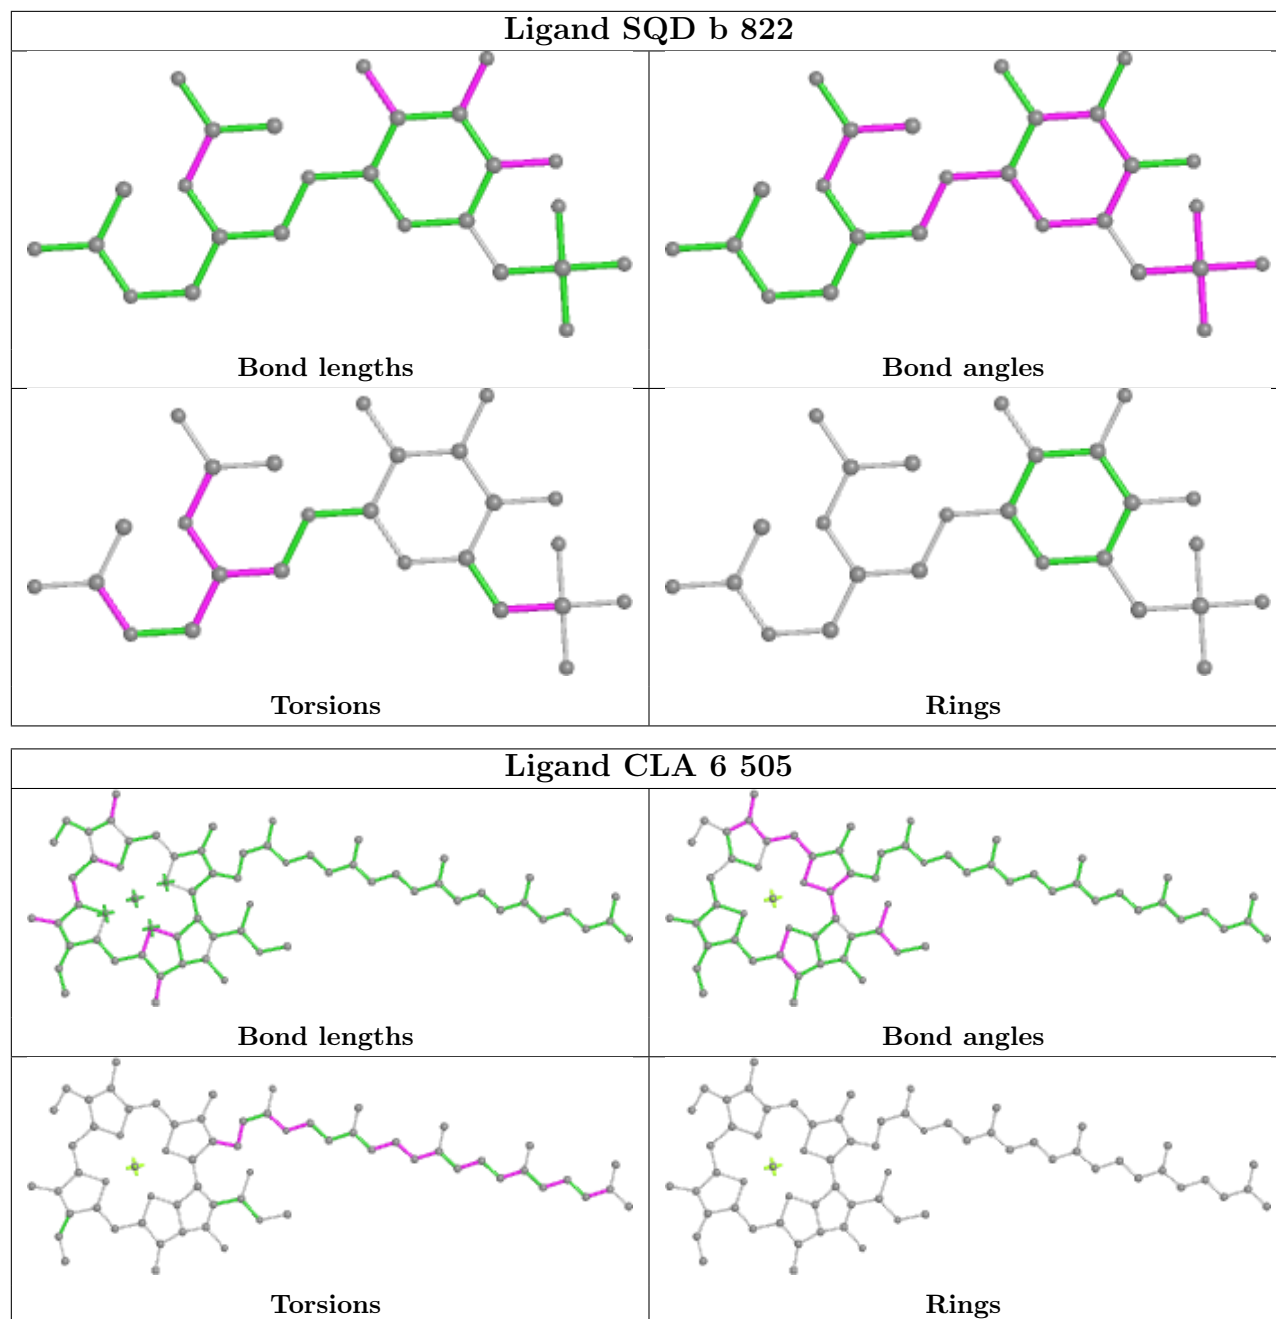 Ligand SQD b 822
Bond lengths
Bond angles
Torsions
Rings
Ligand CLA 6 505
Bond lengths
Bond angles
Torsions
Rings